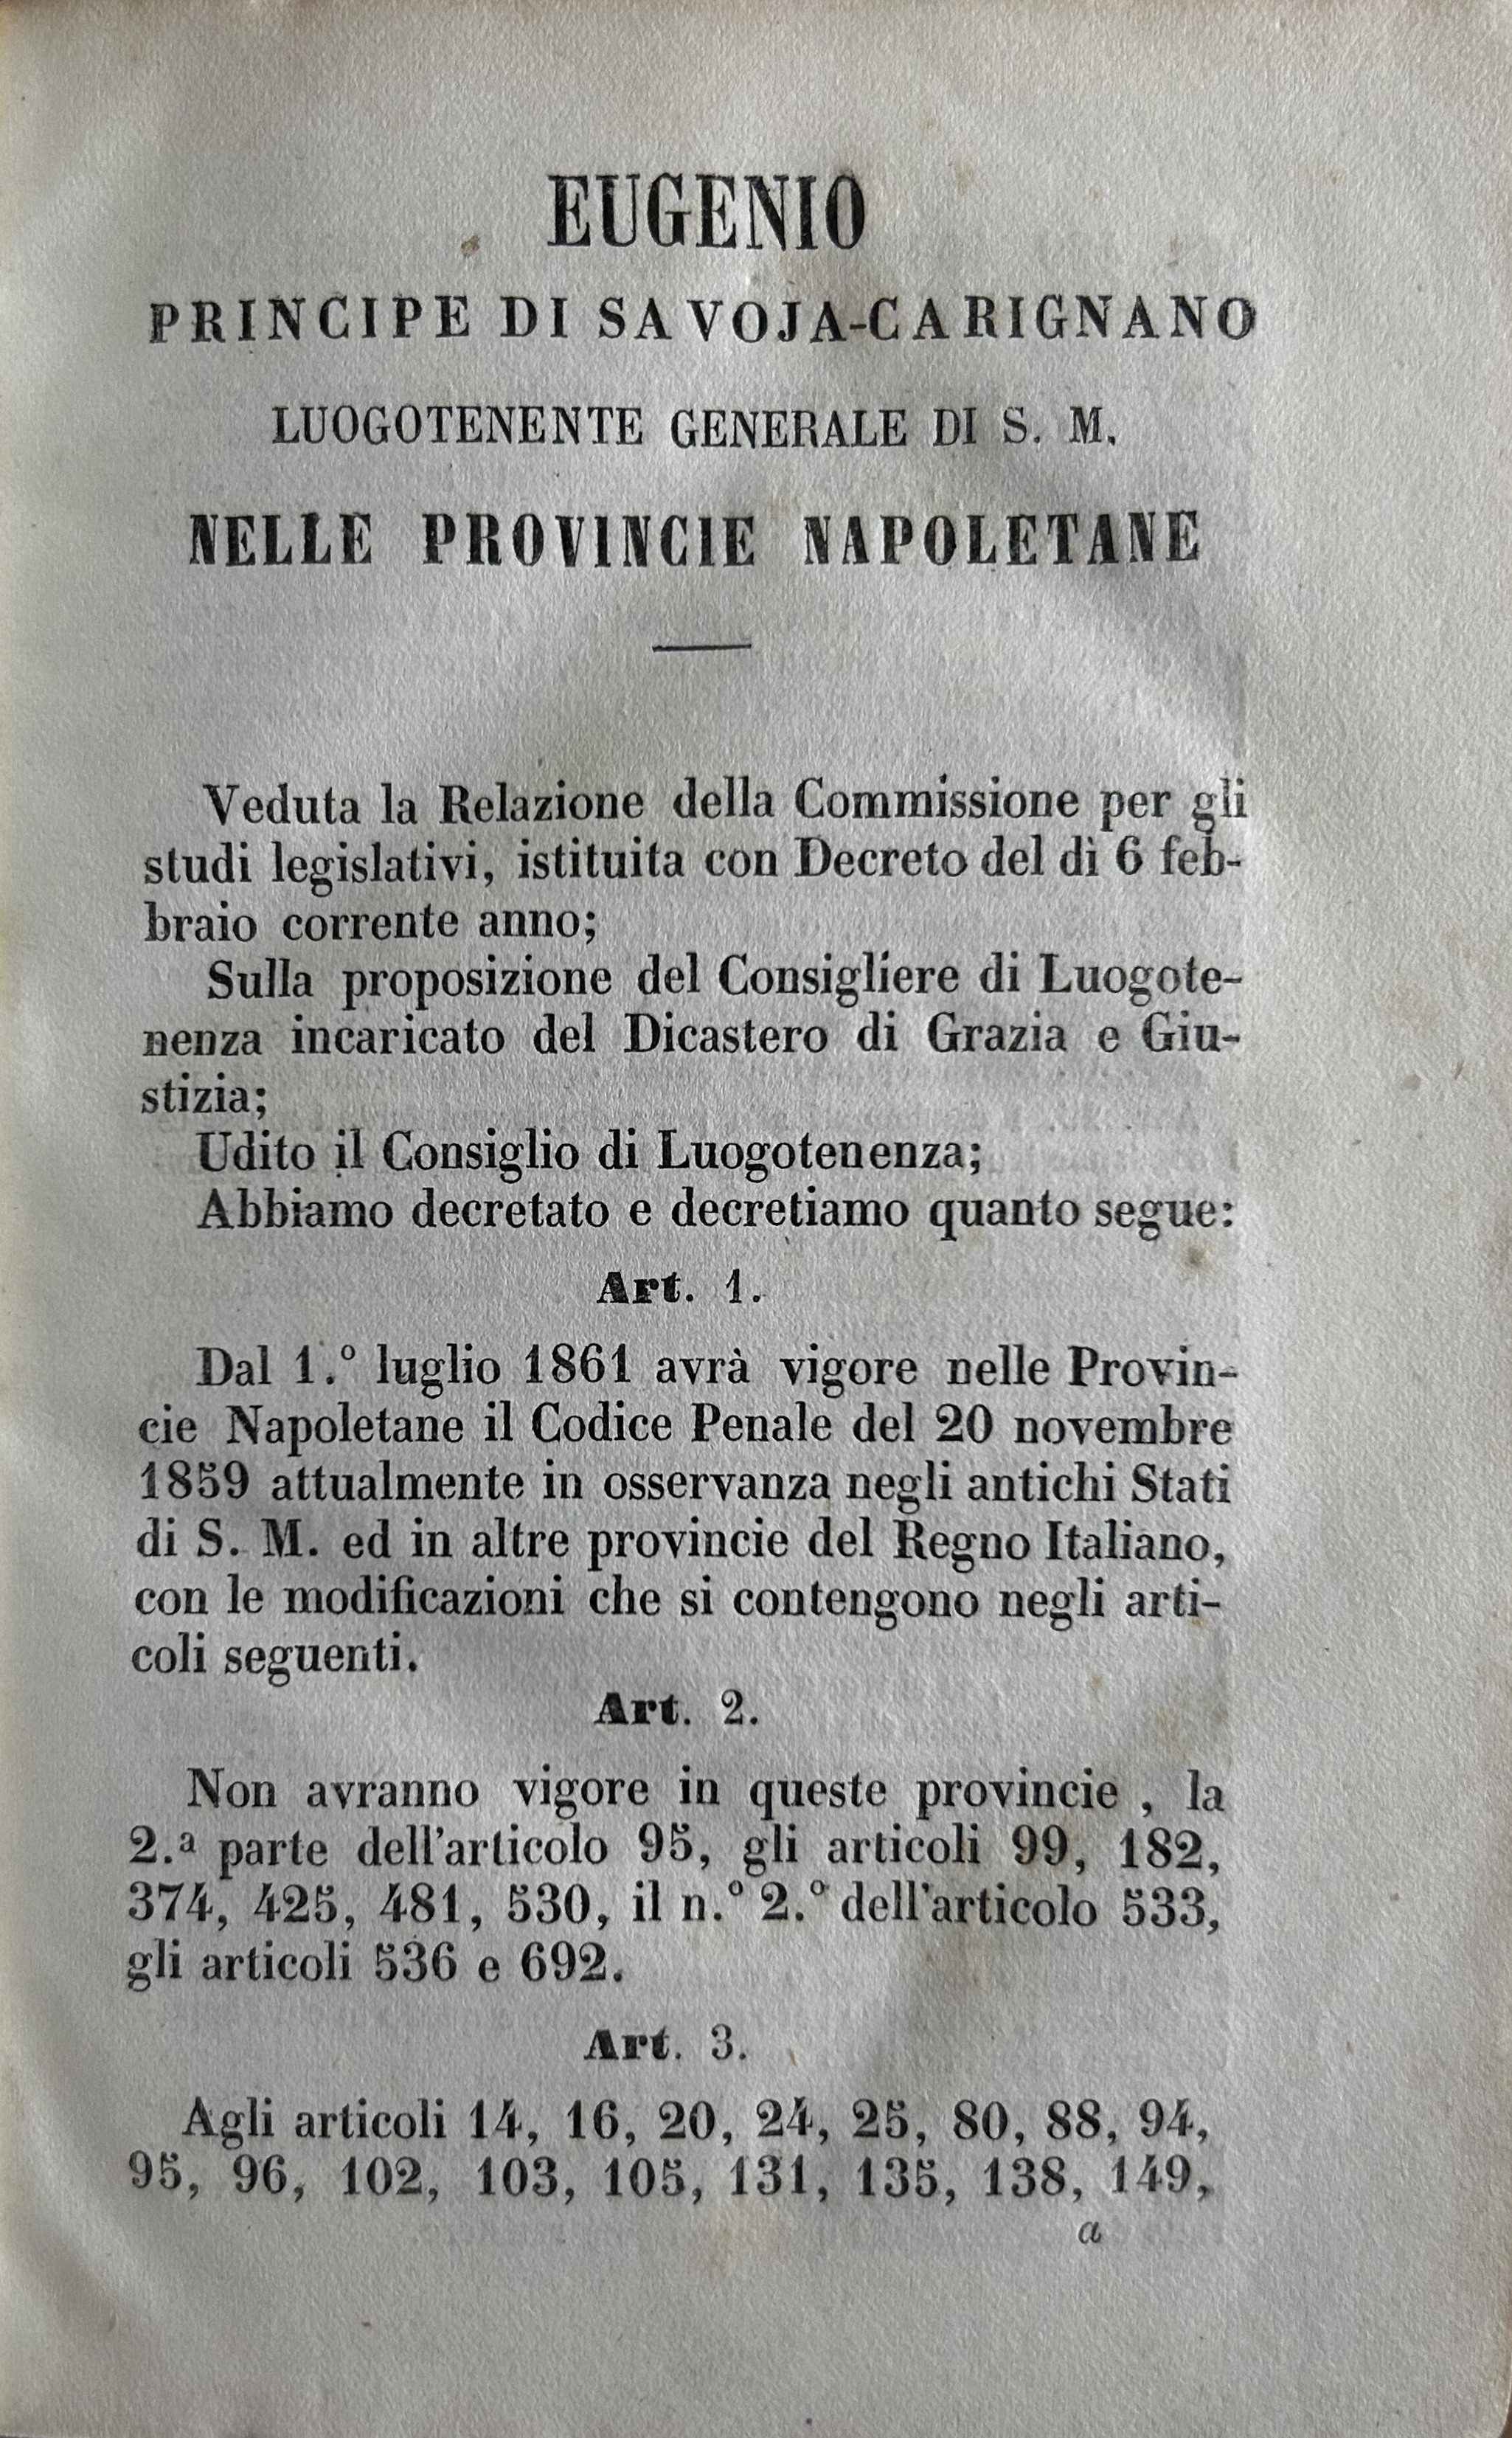 EUGENIO
PRINCIPE DI SAVOJA-CARIGNANO
LUOGOTENENTE GENERALE DI S. M.
NELLE PROVINCIE NAPOLETANE
Veduta la Relazione della Commissione per gli
studi legislativi, istituita con Decreto del dì 6 feb-
braio corrente anno;
Sulla proposizione del Consigliere di Luogote-
nenza incaricato del Dicastero di Grazia e Giu-
stizia;
Udito il Consiglio di Luogotenenza;
Abbiamo decretato e decretiamo quanto segue:
Art. 1.
Dal 1.° luglio 1861 avrà vigore nelle Provin-
cie Napoletane il Codice Penale del 20 novembre
1859 attualmente in osservanza negli antichi Stati
di S. M. ed in altre provincie del Regno Italiano,
con le modificazioni che si contengono negli arti-
coli seguenti.
Art. 2.
Non avranno vigore in queste provincie , la
2.ª parte dell'articolo 95, gli articoli 99, 182,
374, 425, 481, 530, il n.° 2.° dell'articolo 533,
gli articoli 536 e 692.
Art. 3.
Agli articoli 14, 16, 20, 24, 25, 80, 88, 94,
95, 96, 102, 103, 105, 131, 135, 138, 149,
a